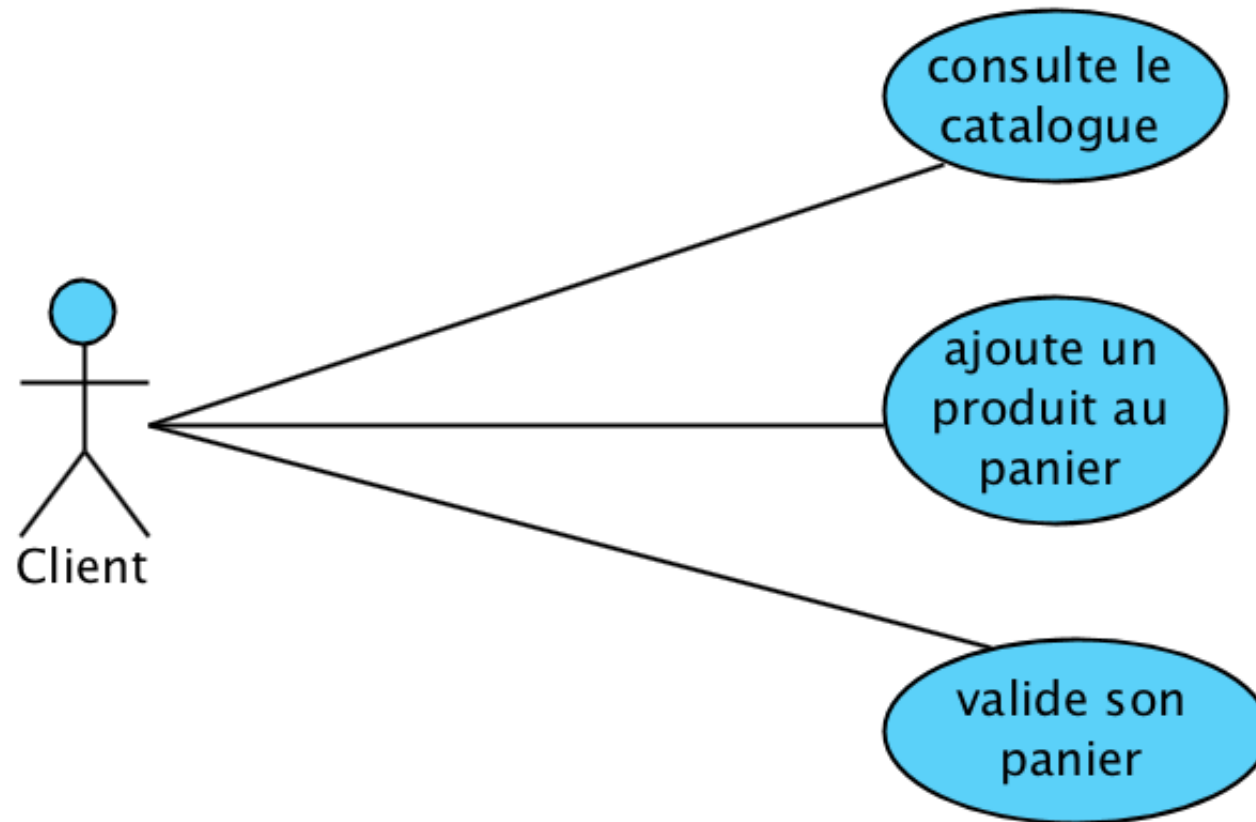 consulte le
catalogue
ajoute un
produit au
panier
Client
valide son
panier